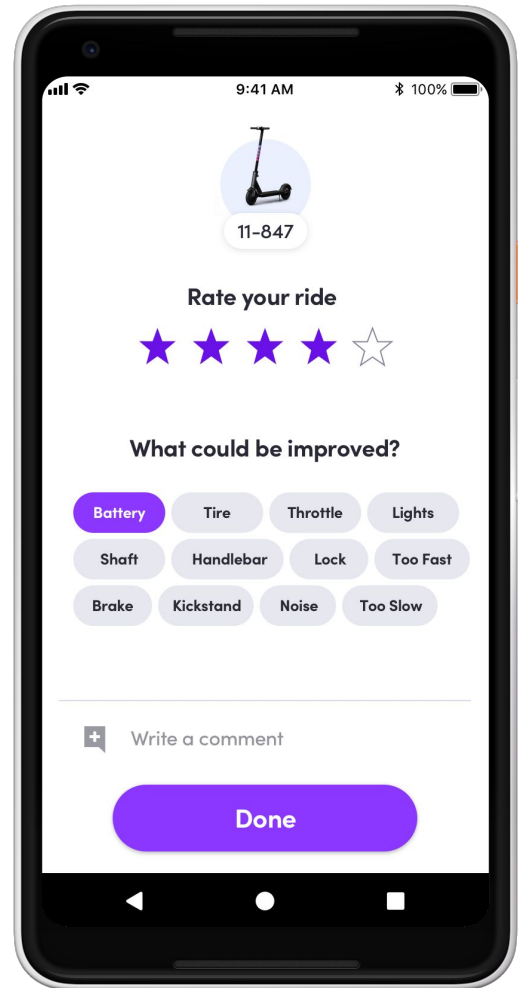 9:41 AM 100%
11-847
Rate your ride
What could be improved?
Battery Tire Throttle Lights
Shaft Handlebar Lock Too Fast
Brake Kickstand Noise Too Slow
Write a comment
Done